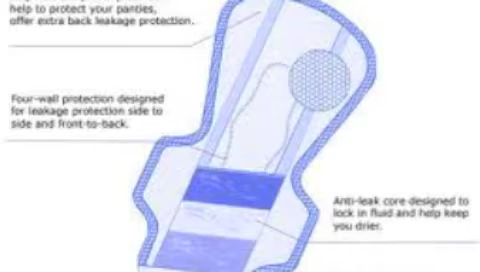 help to protect your panties,
offer extra back leakage protection.
Four-wall protection designed
for leakage protection side to
side and front-to-back.
Anti-leak core designed to
lock in fluid and help keep
you drier.